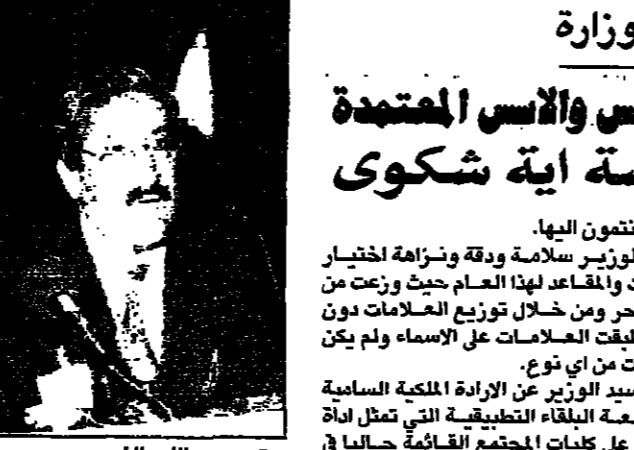 وزارة
س والاسس المعتمدة
ـة اية شكوى
نتمون اليها.
لوزير سلامة ودقة ونزاهة اختيار
والمقاعد لهذا العام حيث وزعت من
حر ومن خلال توزيع العلامات دون
طبقت العلامات على الاسماء ولم يكن
ت من اي نوع.
سيد الوزير عن الارادة الملكية السامية
معة البلقاء التطبيقية التي تمثل اداة
على كليات المجتمع القائمة حاليا في